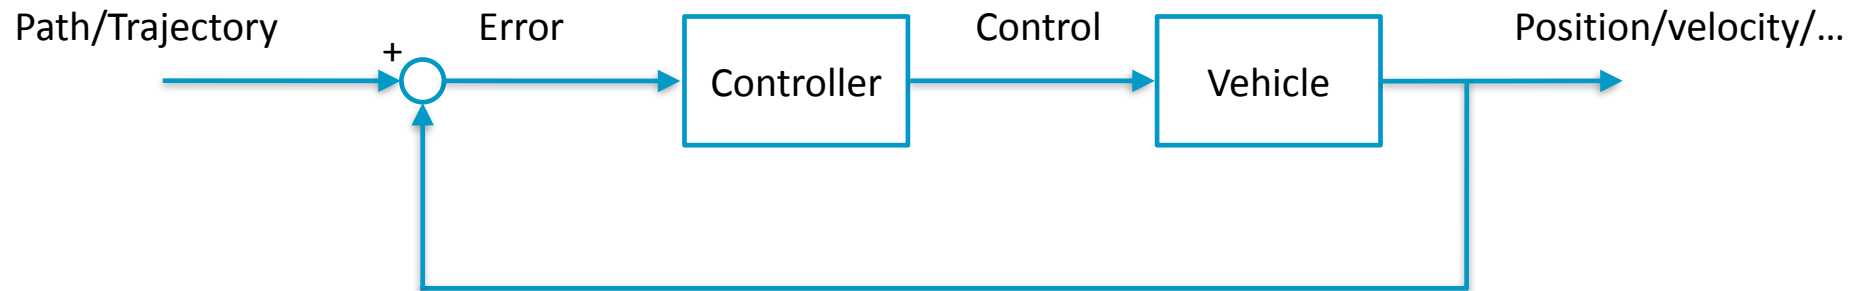 Path/Trajectory
+
Error
Controller
Control
Vehicle
Position/velocity/...